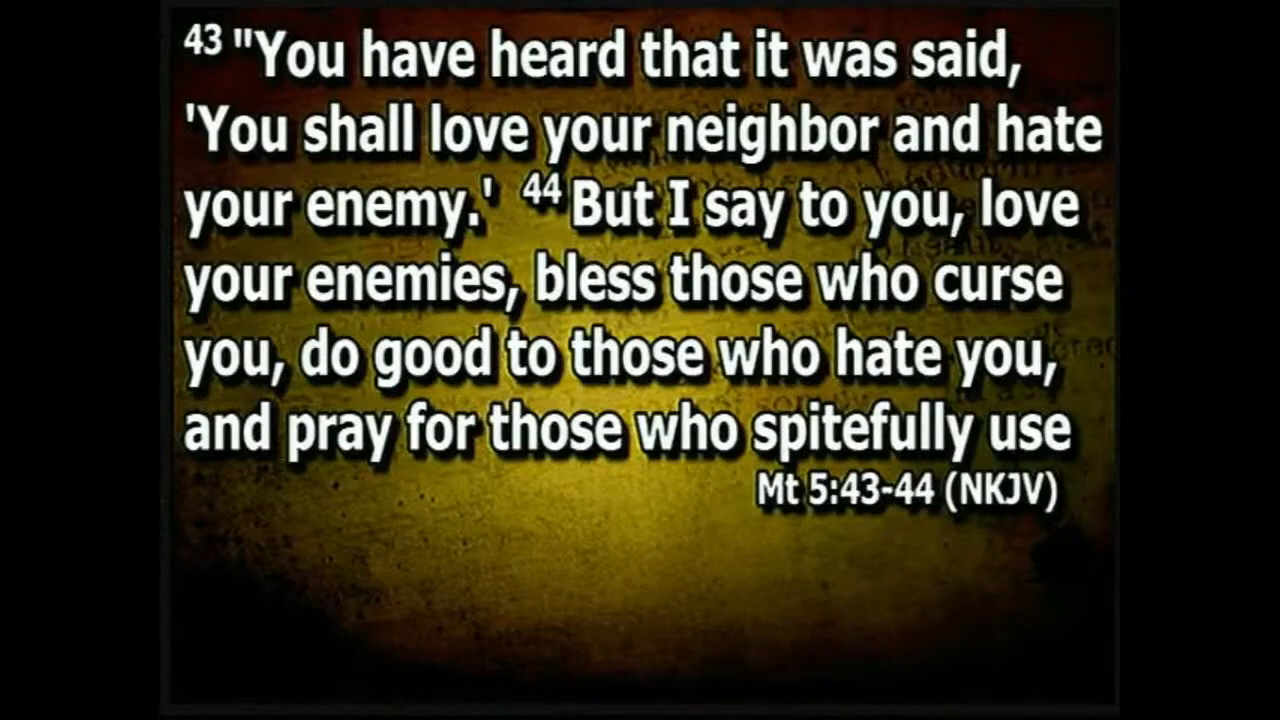 43 "You have heard that it was said,
'You shall love your neighbor and hate
your enemy.' 44 But I say to you, love
your enemies, bless those who curse
you, do good to those who hate you,
and pray for those who spitefully use
Mt 5:43-44 (NKJV)